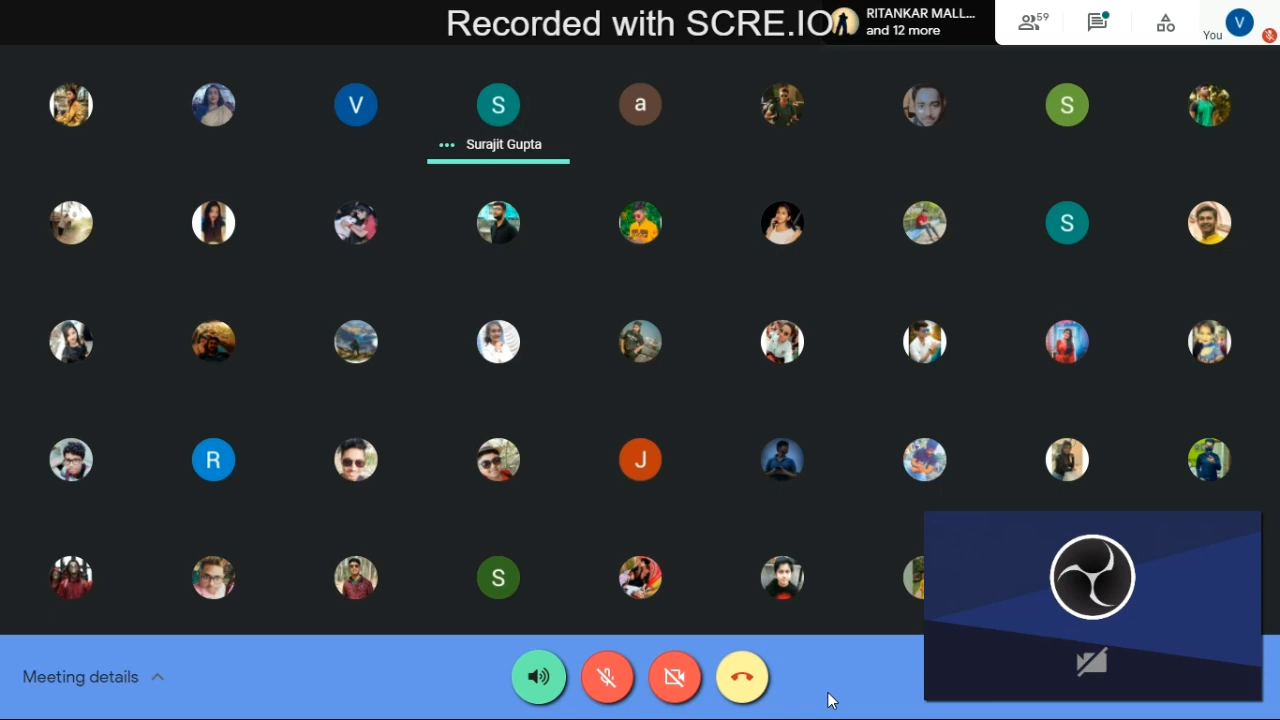 Recorded with SCRE.IO
RITANKAR MALL...
and 12 more
59
V
You
V
S
a
S
Surajit Gupta
S
R
J
S
Meeting details